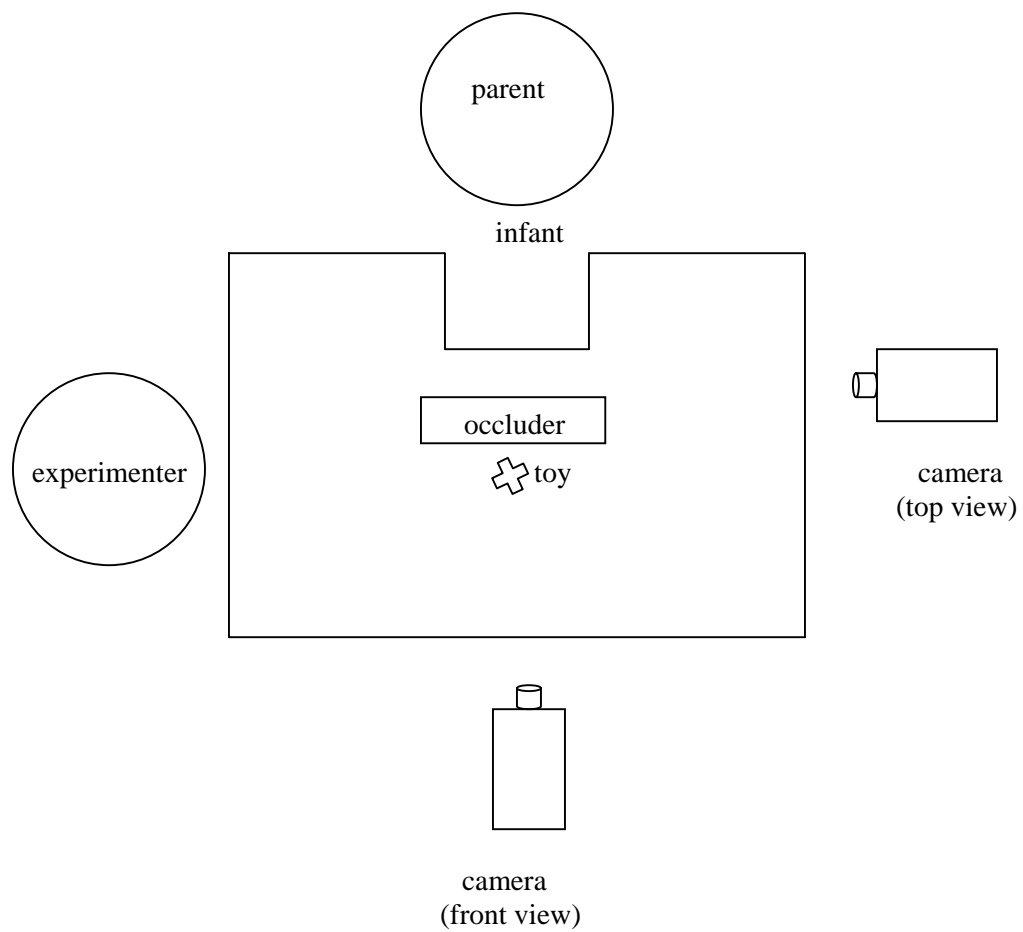 parent
infant
occluder
experimenter
toy
camera
(top view)
camera
(front view)